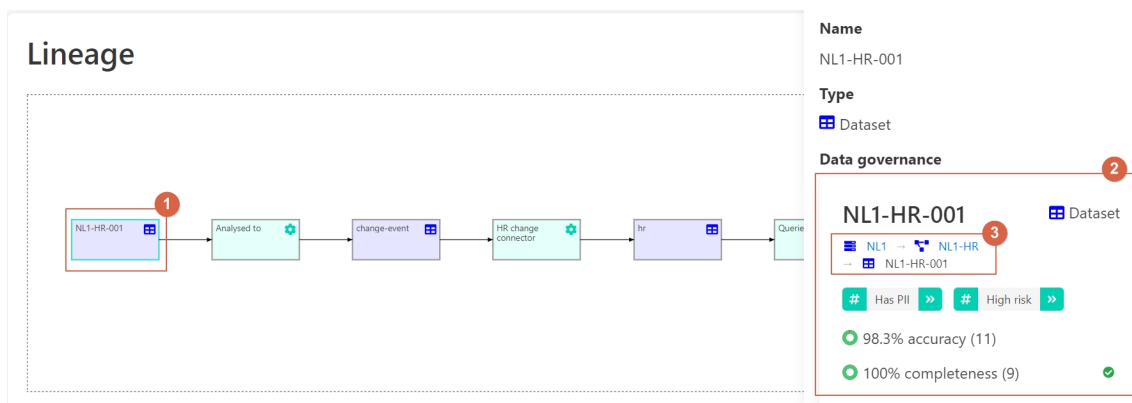 Lineage
1
NL1-HR-001
Analysed to
change-event
HR change
connector
hr
Querie
Name
NL1-HR-001
Type
Dataset
Data governance
2
NL1-HR-001
Dataset
3
NL1 → NL1-HR
→ NL1-HR-001
# Has PII » # High risk »
98.3% accuracy (11)
100% completeness (9)